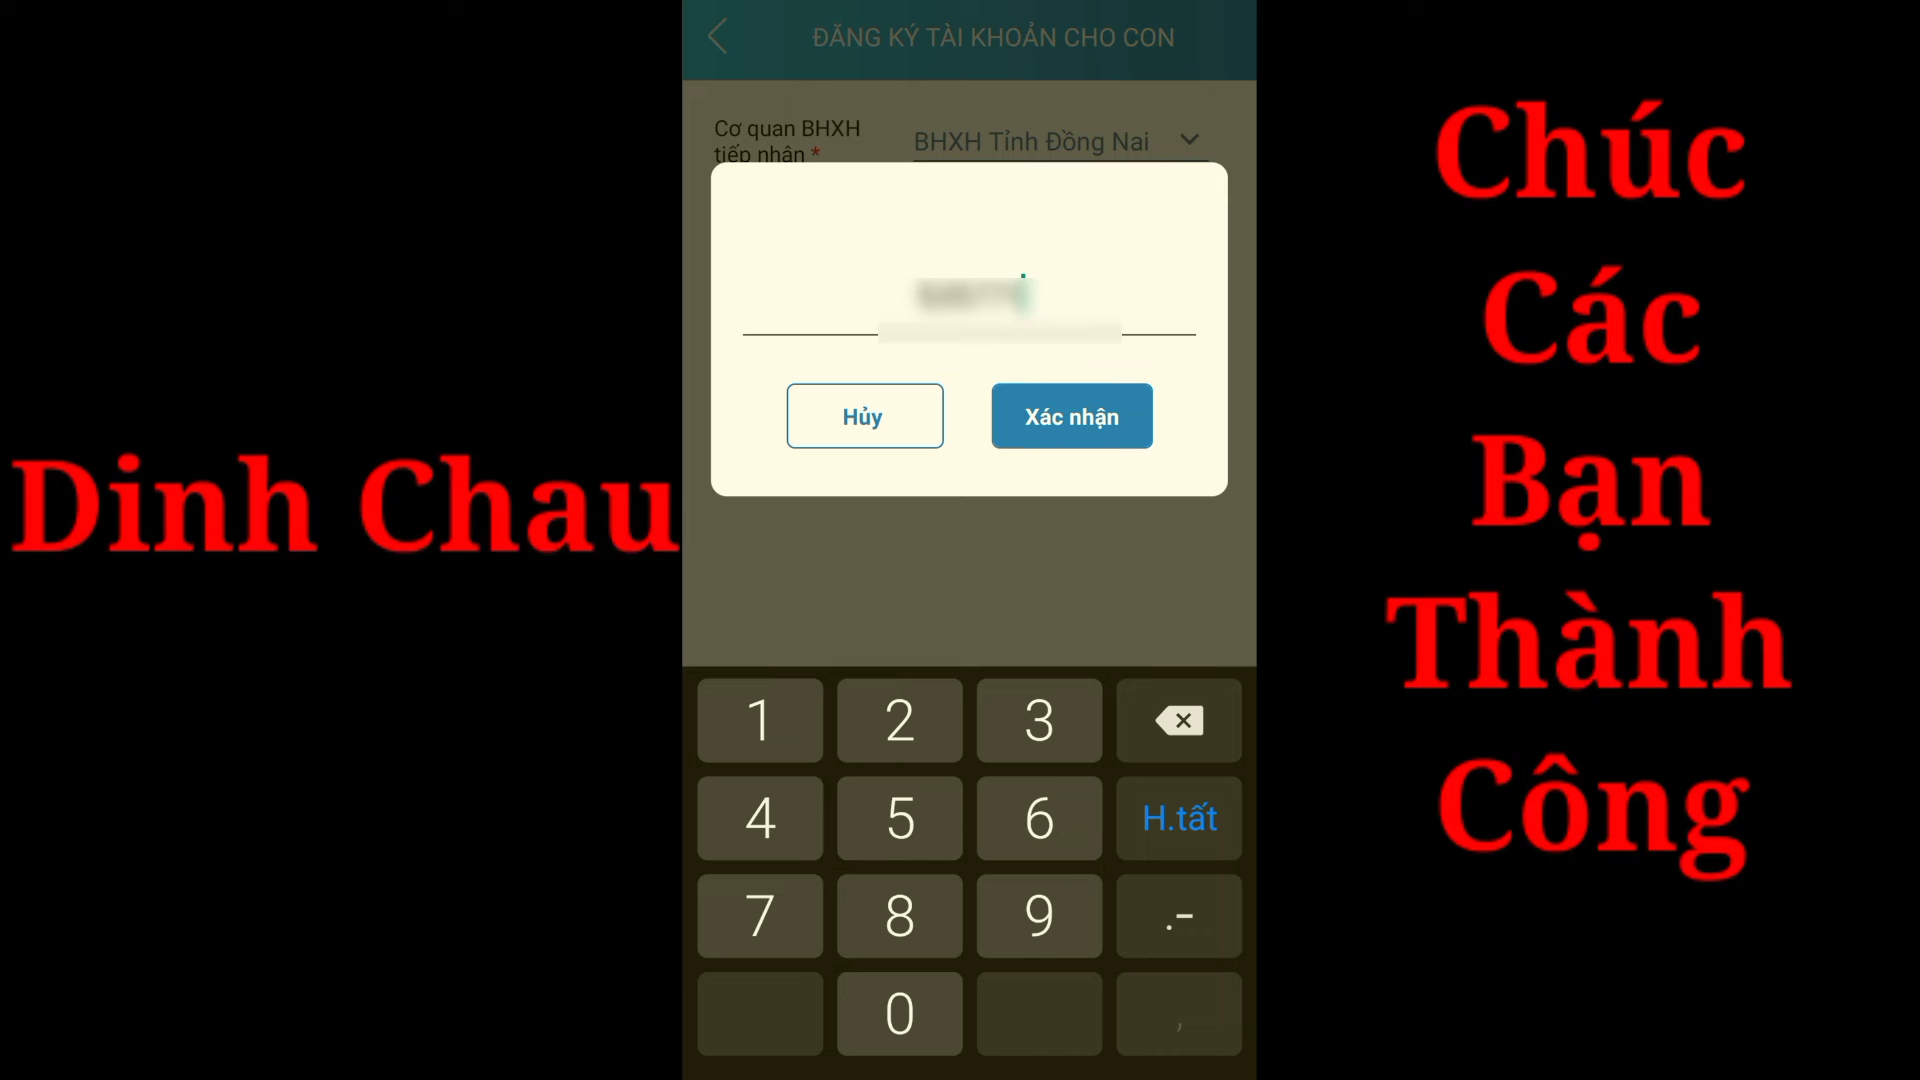 Dinh Chau
ĐĂNG KÝ TÀI KHOẢN CHO CON
Cơ quan BHXH
tiếp nhận *
BHXH Tỉnh Đồng Nai
Hủy
Xác nhận
1 2 3
4 5 6 H.tất
7 8 9 .-
0 ,
Chúc
Các
Bạn
Thành
Công